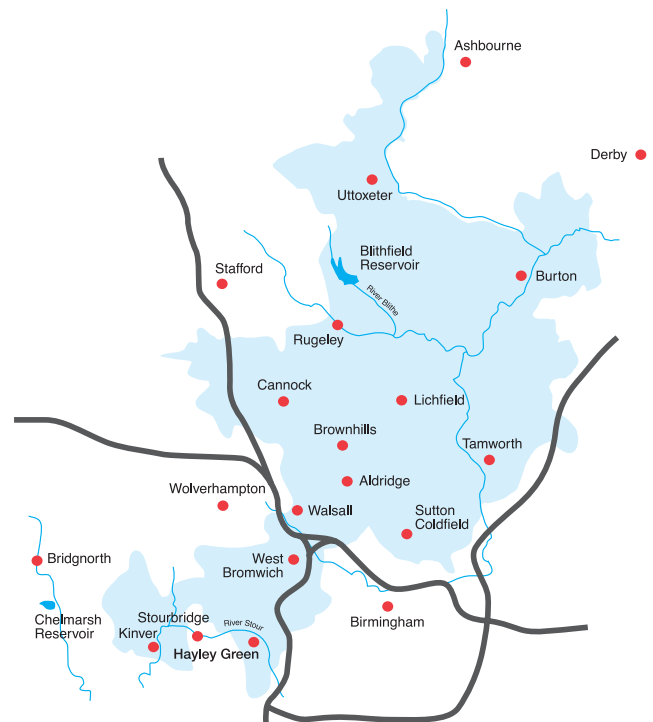 Ashbourne
Derby
Uttoxeter
Blithfield
Reservoir
Stafford
Burton
River Blithe
Rugeley
Cannock
Lichfield
Brownhills
Tamworth
Aldridge
Wolverhampton
Walsall
Sutton
Coldfield
Bridgnorth
West
Bromwich
Chelmarsh
Reservoir
Stourbridge
River Stour
Birmingham
Kinver
Hayley Green